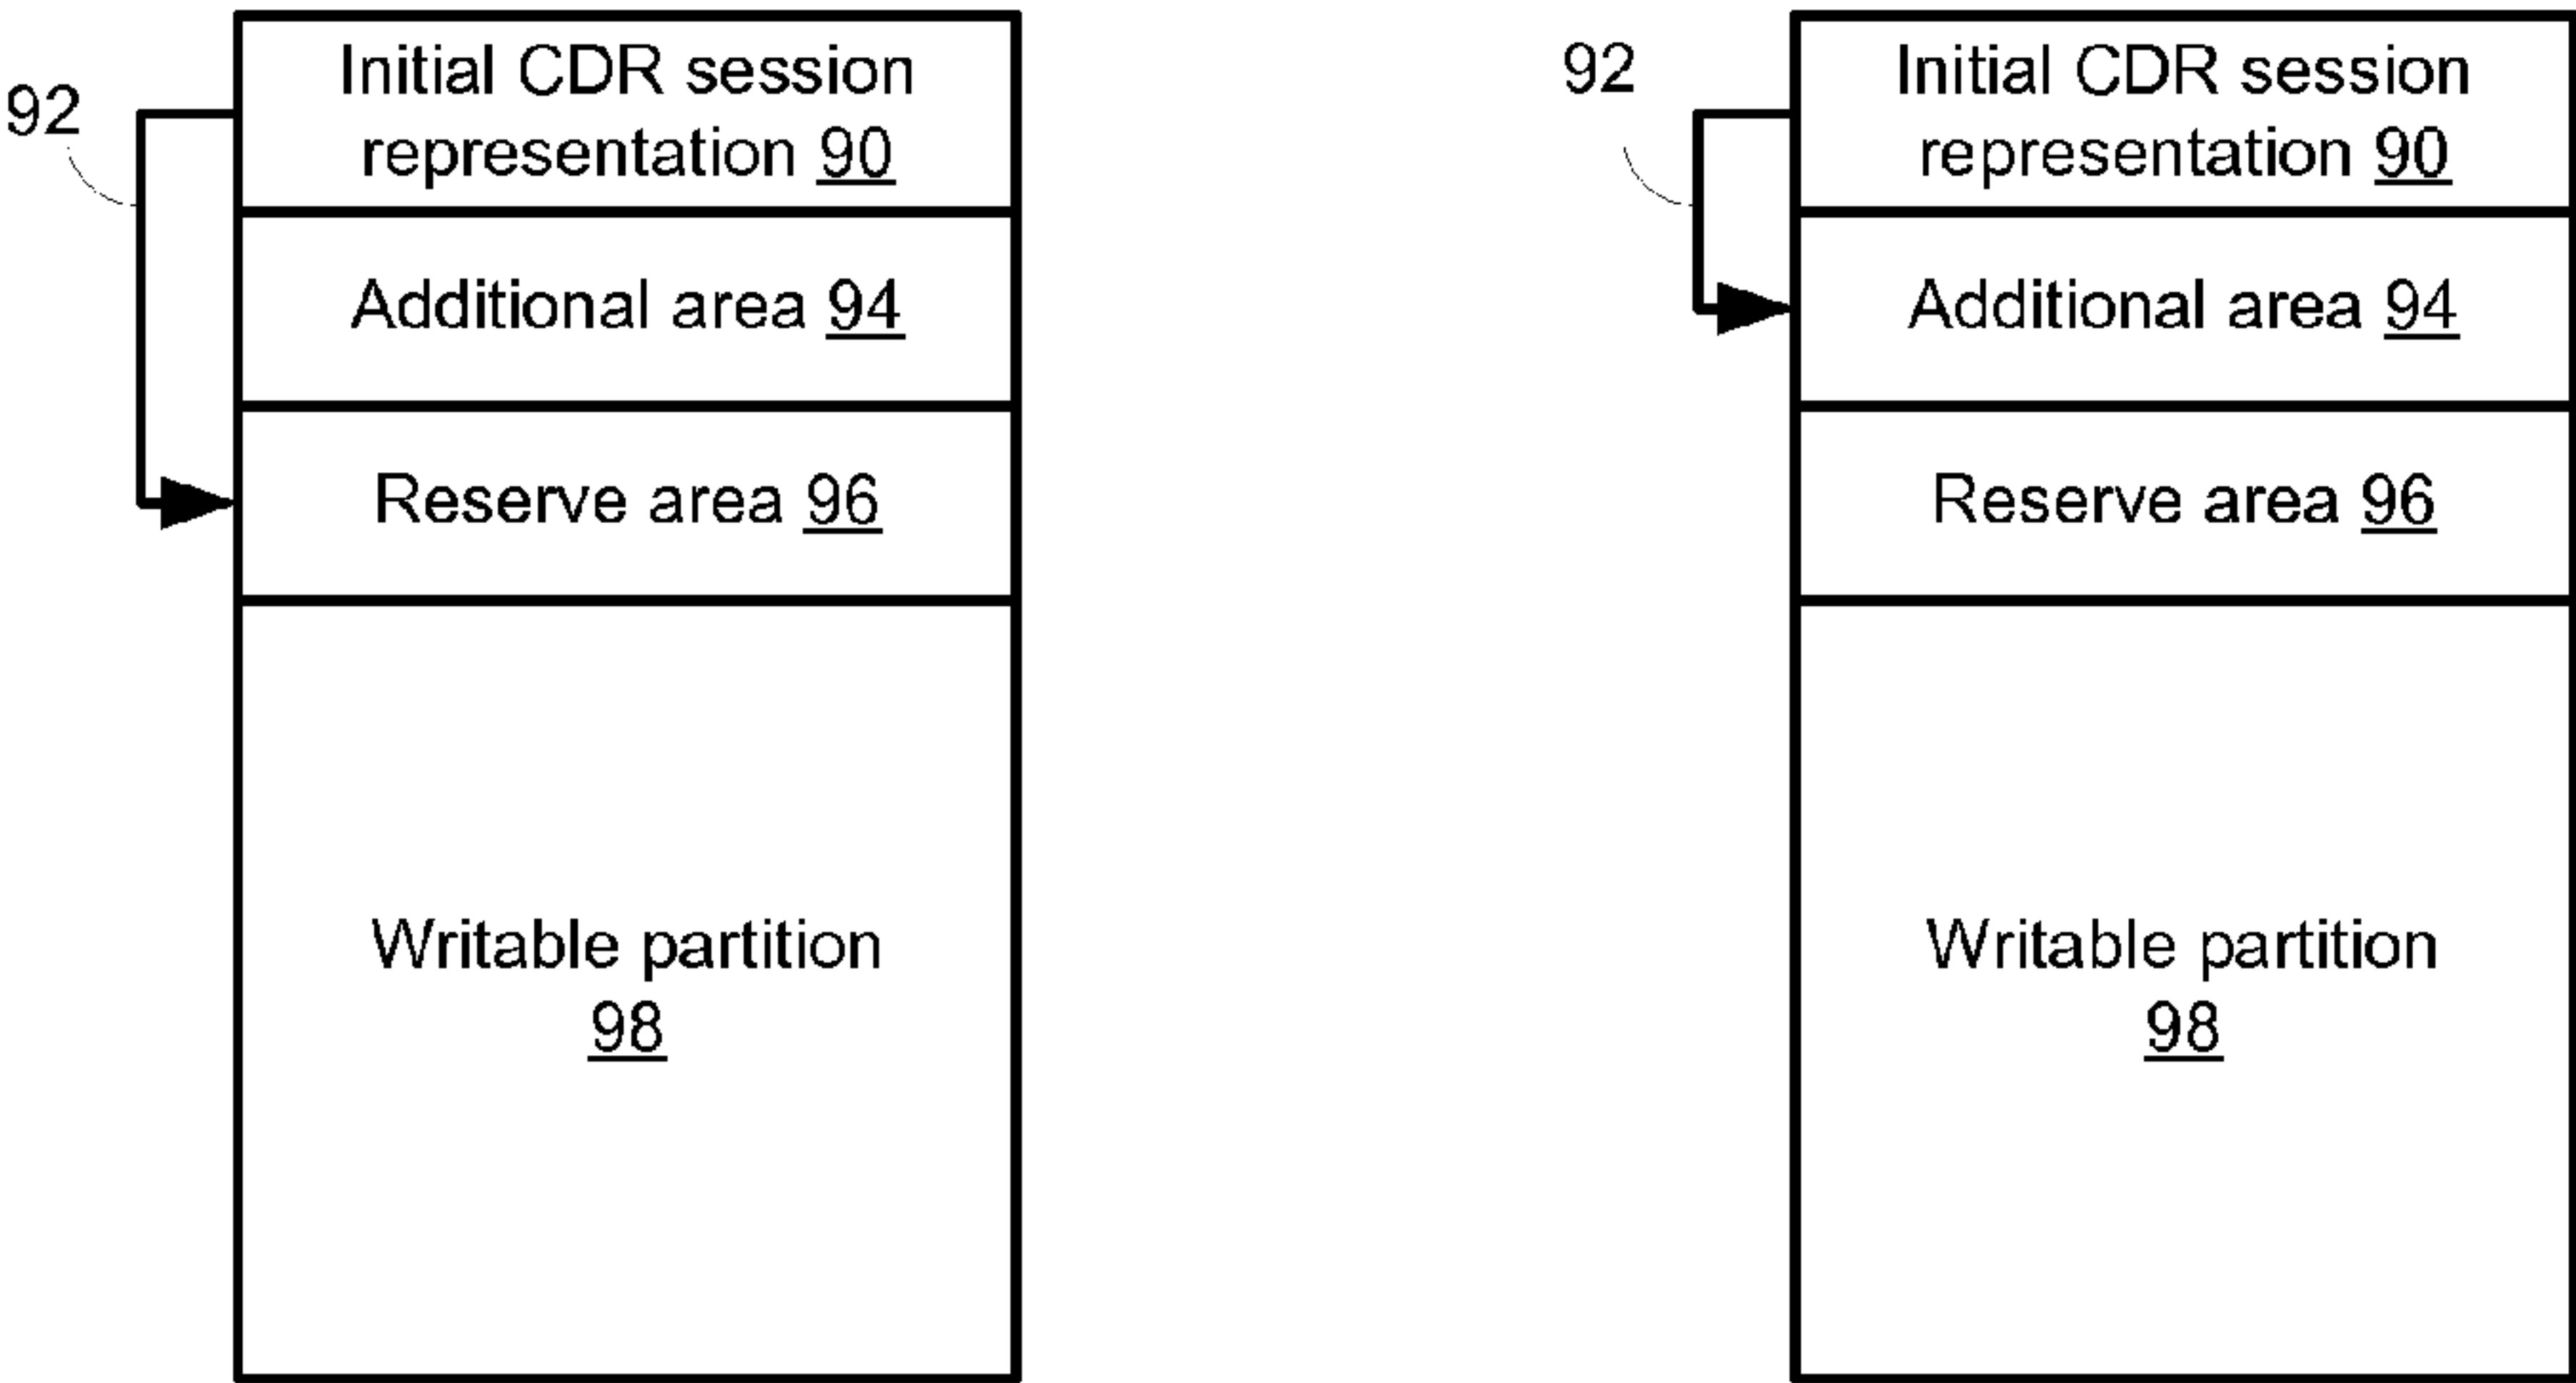 92
Initial CDR session
representation 90
Additional area 94
Reserve area 96
Writable partition
98
92
Initial CDR session
representation 90
Additional area 94
Reserve area 96
Writable partition
98